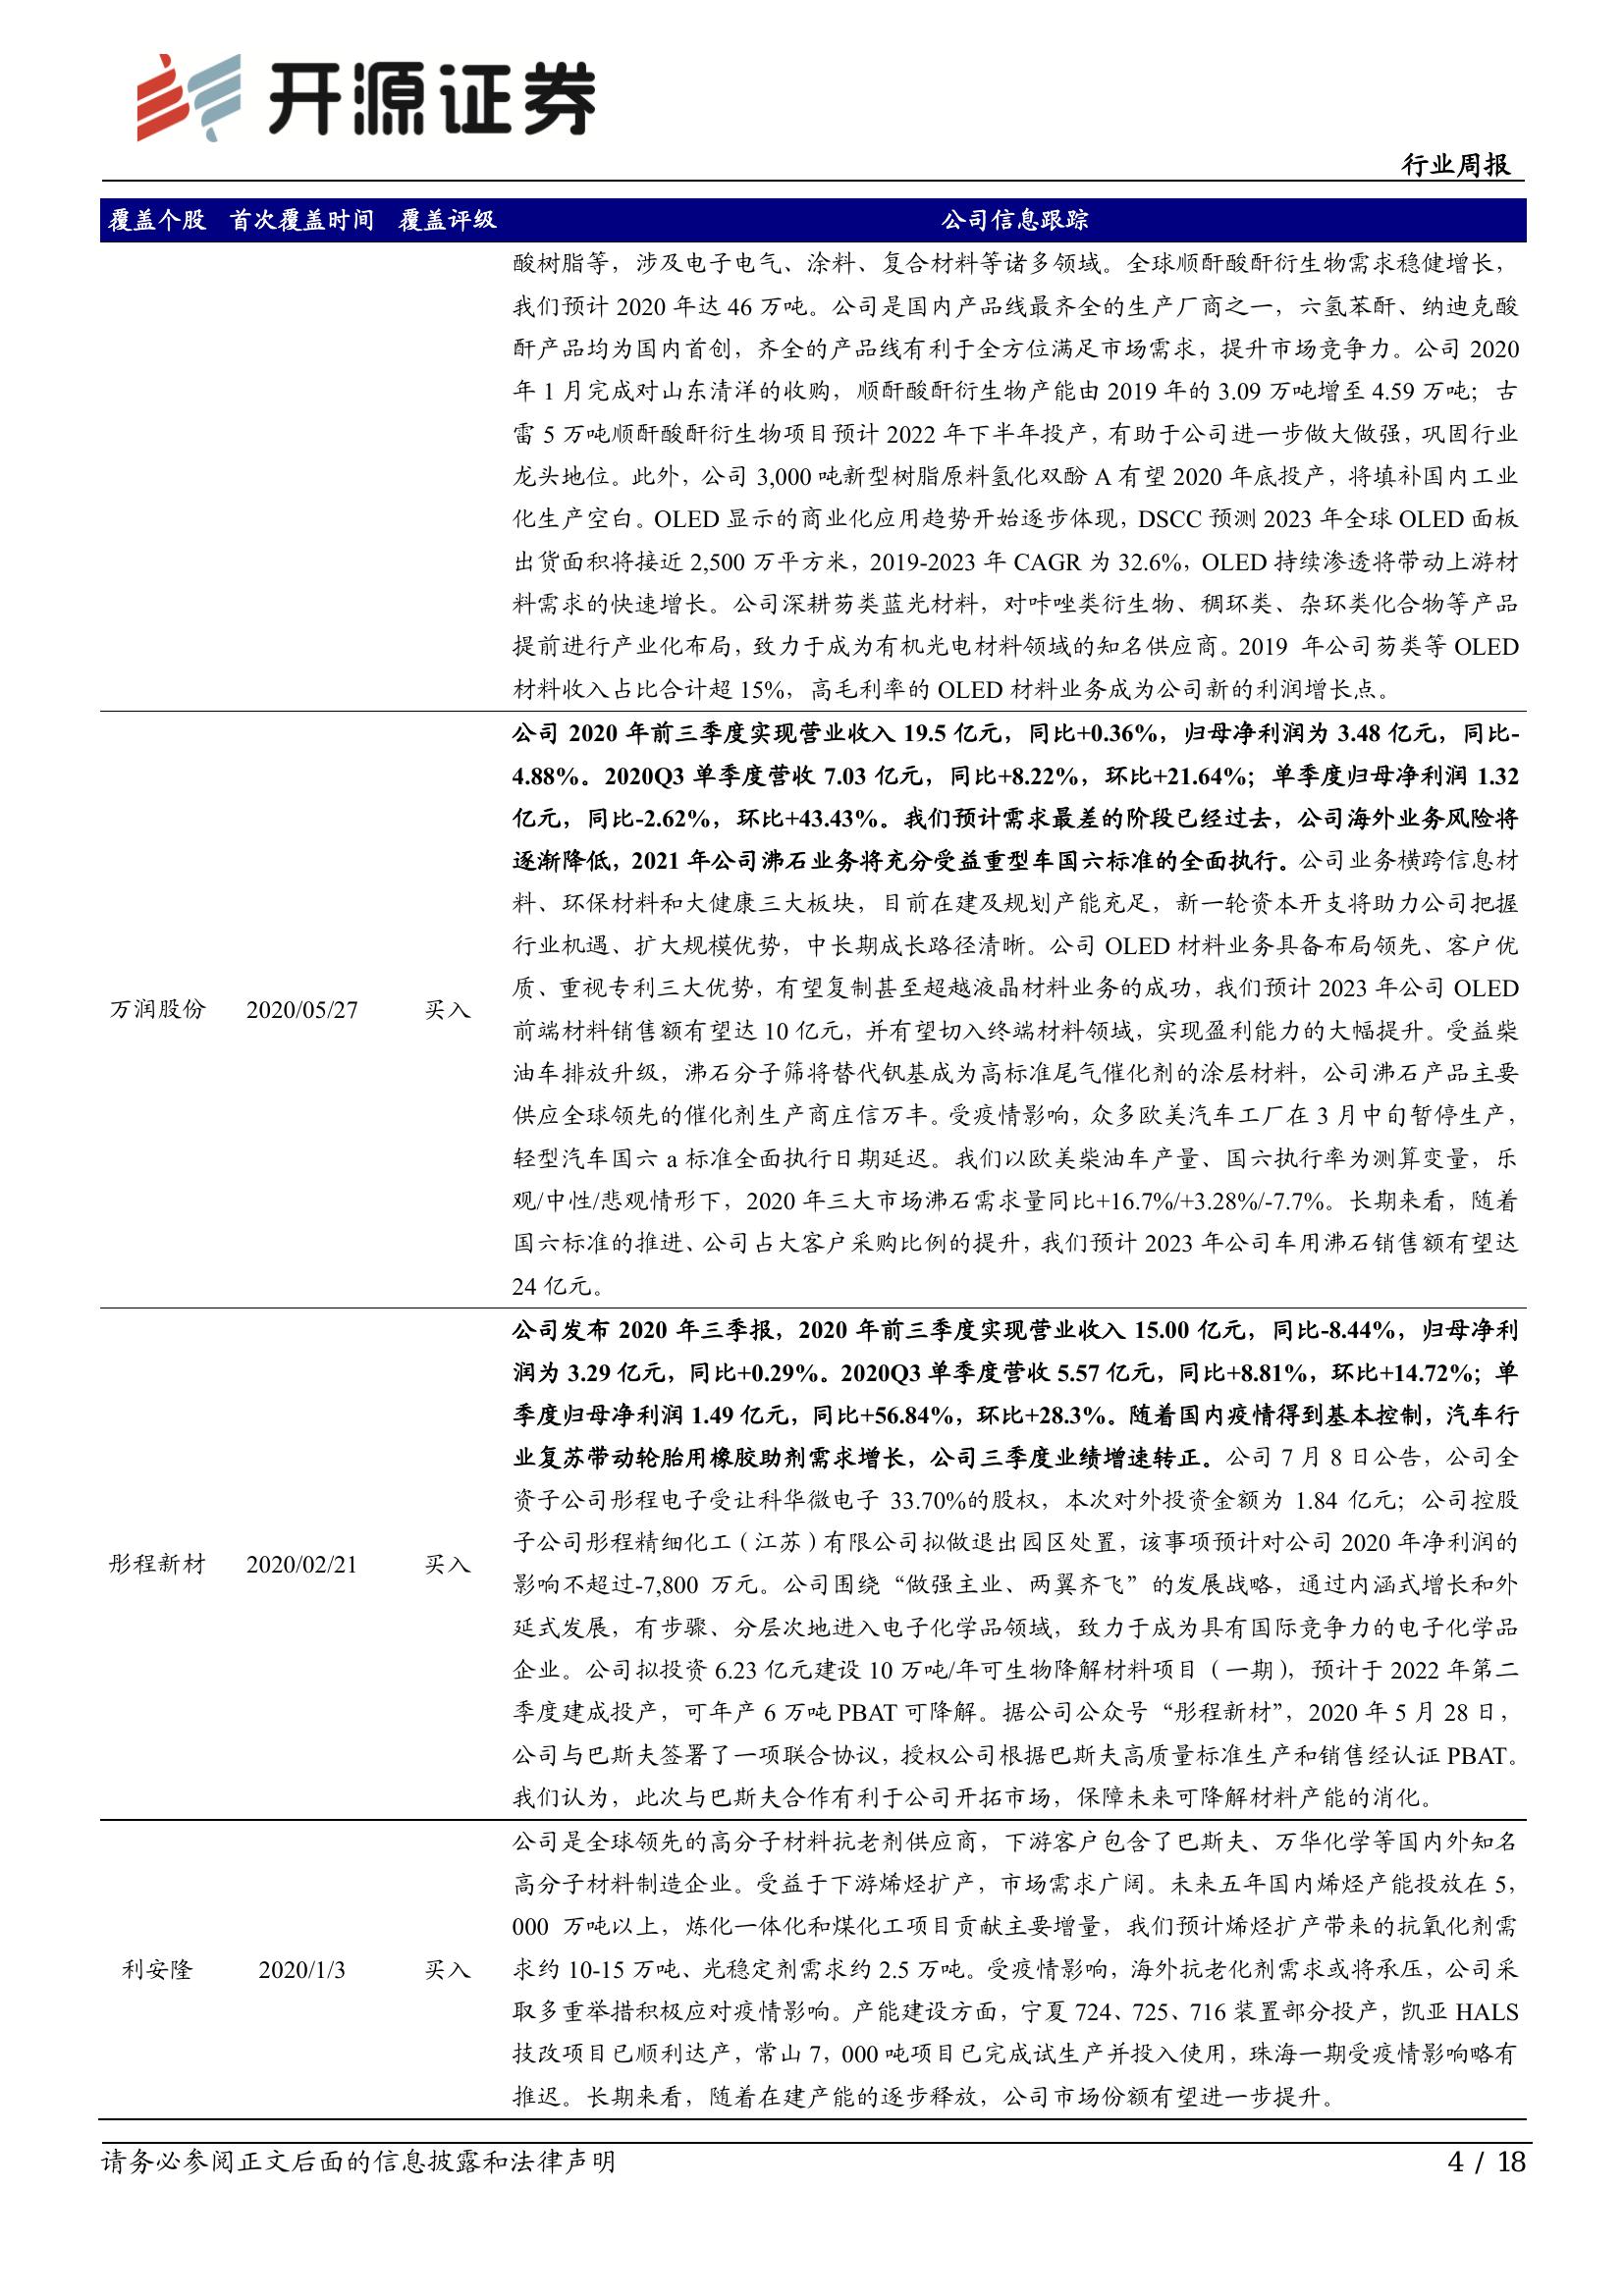 开源证券
行业周报
覆盖个股 首次覆盖时间 覆盖评级 公司信息跟踪
酸树脂等，涉及电子电气、涂料、复合材料等诸多领域。全球顺酐酸酐衍生物需求稳健增长，
我们预计 2020 年达 46 万吨。公司是国内产品线最齐全的生产厂商之一，六氢苯酐、纳迪克酸
酐产品均为国内首创，齐全的产品线有利于全方位满足市场需求，提升市场竞争力。公司 2020
年 1 月完成对山东清洋的收购，顺酐酸酐衍生物产能由 2019 年的 3.09 万吨增至 4.59 万吨；古
雷 5 万吨顺酐酸酐衍生物项目预计 2022 年下半年投产，有助于公司进一步做大做强，巩固行业
龙头地位。此外，公司 3,000 吨新型树脂原料氢化双酚 A 有望 2020 年底投产，将填补国内工业
化生产空白。OLED 显示的商业化应用趋势开始逐步体现，DSCC 预测 2023 年全球 OLED 面板
出货面积将接近 2,500 万平方米，2019-2023 年 CAGR 为 32.6%，OLED 持续渗透将带动上游材
料需求的快速增长。公司深耕芴类蓝光材料，对咔唑类衍生物、稠环类、杂环类化合物等产品
提前进行产业化布局，致力于成为有机光电材料领域的知名供应商。2019 年公司芴类等 OLED
材料收入占比合计超 15%，高毛利率的 OLED 材料业务成为公司新的利润增长点。
公司 2020 年前三季度实现营业收入 19.5 亿元，同比+0.36%，归母净利润为 3.48 亿元，同比-
4.88%。2020Q3 单季度营收 7.03 亿元，同比+8.22%，环比+21.64%；单季度归母净利润 1.32
亿元，同比-2.62%，环比+43.43%。我们预计需求最差的阶段已经过去，公司海外业务风险将
逐渐降低，2021 年公司沸石业务将充分受益重型车国六标准的全面执行。公司业务横跨信息材
料、环保材料和大健康三大板块，目前在建及规划产能充足，新一轮资本开支将助力公司把握
行业机遇、扩大规模优势，中长期成长路径清晰。公司 OLED 材料业务具备布局领先、客户优
质、重视专利三大优势，有望复制甚至超越液晶材料业务的成功，我们预计 2023 年公司 OLED
万润股份 2020/05/27 买入
前端材料销售额有望达 10 亿元，并有望切入终端材料领域，实现盈利能力的大幅提升。受益柴
油车排放升级，沸石分子筛将替代钒基成为高标准尾气催化剂的涂层材料，公司沸石产品主要
供应全球领先的催化剂生产商庄信万丰。受疫情影响，众多欧美汽车工厂在 3 月中旬暂停生产，
轻型汽车国六 a 标准全面执行日期延迟。我们以欧美柴油车产量、国六执行率为测算变量，乐
观/中性/悲观情形下，2020 年三大市场沸石需求量同比+16.7%/+3.28%/-7.7%。长期来看，随着
国六标准的推进、公司占大客户采购比例的提升，我们预计 2023 年公司车用沸石销售额有望达
24 亿元。
公司发布 2020 年三季报，2020 年前三季度实现营业收入 15.00 亿元，同比-8.44%，归母净利
润为 3.29 亿元，同比+0.29%。2020Q3 单季度营收 5.57 亿元，同比+8.81%，环比+14.72%；单
季度归母净利润 1.49 亿元，同比+56.84%，环比+28.3%。随着国内疫情得到基本控制，汽车行
业复苏带动轮胎用橡胶助剂需求增长，公司三季度业绩增速转正。公司 7 月 8 日公告，公司全
资子公司彤程电子受让科华微电子 33.70%的股权，本次对外投资金额为 1.84 亿元；公司控股
子公司彤程精细化工（江苏）有限公司拟做退出园区处置，该事项预计对公司 2020 年净利润的
彤程新材 2020/02/21 买入
影响不超过-7,800 万元。公司围绕“做强主业、两翼齐飞”的发展战略，通过内涵式增长和外
延式发展，有步骤、分层次地进入电子化学品领域，致力于成为具有国际竞争力的电子化学品
企业。公司拟投资 6.23 亿元建设 10 万吨/年可生物降解材料项目（一期），预计于 2022 年第二
季度建成投产，可年产 6 万吨 PBAT 可降解。据公司公众号“彤程新材”，2020 年 5 月 28 日，
公司与巴斯夫签署了一项联合协议，授权公司根据巴斯夫高质量标准生产和销售经认证 PBAT。
我们认为，此次与巴斯夫合作有利于公司开拓市场，保障未来可降解材料产能的消化。
公司是全球领先的高分子材料抗老剂供应商，下游客户包含了巴斯夫、万华化学等国内外知名
高分子材料制造企业。受益于下游烯烃扩产，市场需求广阔。未来五年国内烯烃产能投放在 5，
000 万吨以上，炼化一体化和煤化工项目贡献主要增量，我们预计烯烃扩产带来的抗氧化剂需
利安隆 2020/1/3 买入 求约 10-15 万吨、光稳定剂需求约 2.5 万吨。受疫情影响，海外抗老化剂需求或将承压，公司采
取多重举措积极应对疫情影响。产能建设方面，宁夏 724、725、716 装置部分投产，凯亚 HALS
技改项目已顺利达产，常山 7，000 吨项目已完成试生产并投入使用，珠海一期受疫情影响略有
推迟。长期来看，随着在建产能的逐步释放，公司市场份额有望进一步提升。
请务必参阅正文后面的信息披露和法律声明 4 / 18